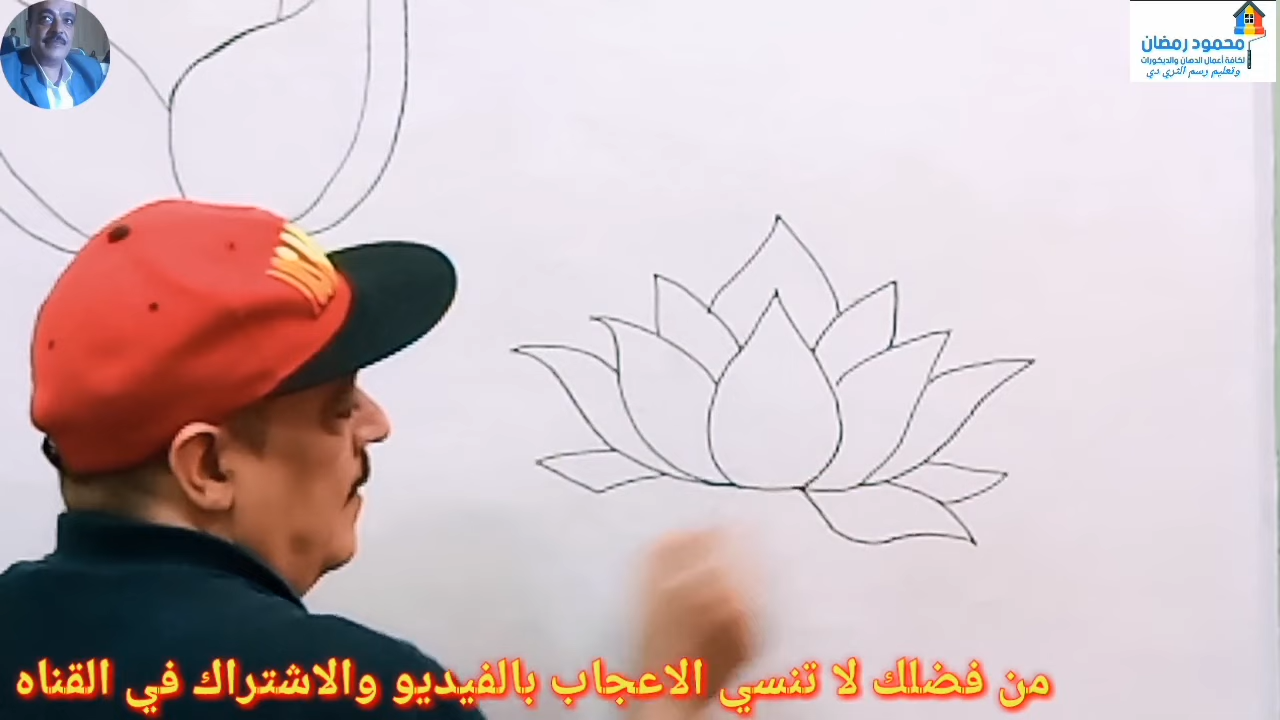 محمود رمضان
لكافة أعمال الدهان والديكورات
وتعليم رسم الثري دي
من فضلك لا تنسي الاعجاب بالفيديو والاشتراك في القناه